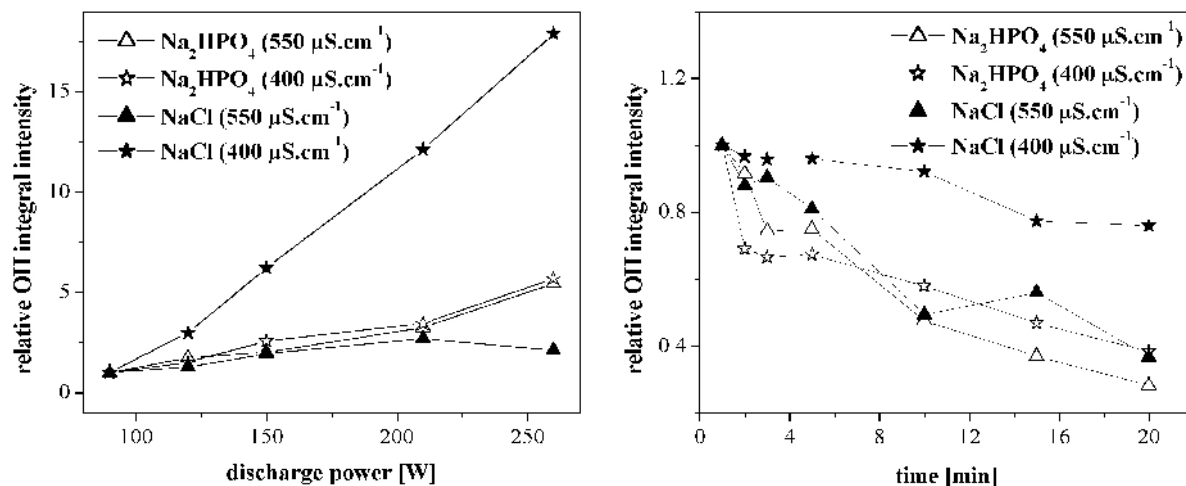 Na₂HPO₄ (550 µS.cm⁻¹)
Na₂HPO₄ (400 µS.cm⁻¹)
NaCl (550 µS.cm⁻¹)
NaCl (400 µS.cm⁻¹)
relative OH integral intensity
15
10
5
0
100 150 200 250
discharge power [W]
Na₂HPO₄ (550 µS.cm⁻¹)
Na₂HPO₄ (400 µS.cm⁻¹)
NaCl (550 µS.cm⁻¹)
NaCl (400 µS.cm⁻¹)
relative OH integral intensity
1.2
0.8
0.4
0 4 8 12 16 20
time [min]